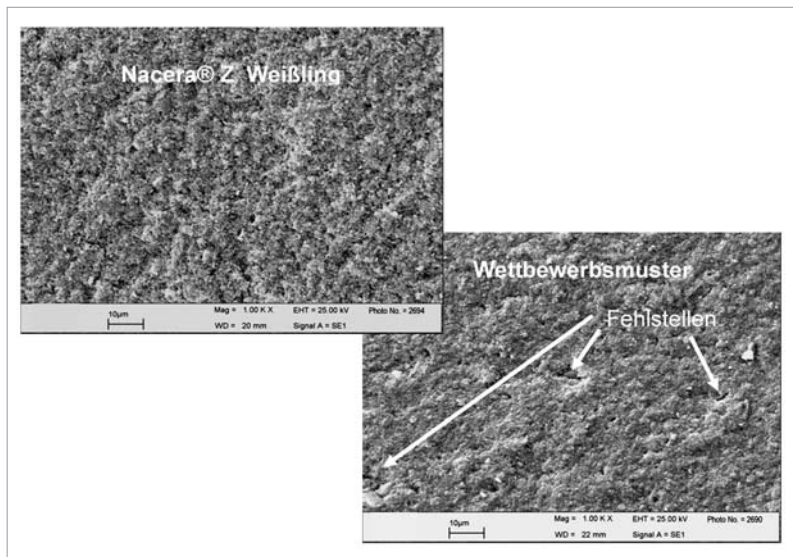 Nacera® Z Weißling
10µm
Mag = 1.00 K X EHT = 25.00 kV Photo No. = 2694
WD = 20 mm Signal A = SE1
Wettbewerbsmuster
Fehlstellen
10µm
Mag = 1.00 K X EHT = 25.00 kV Photo No. = 2690
WD = 22 mm Signal A = SE1